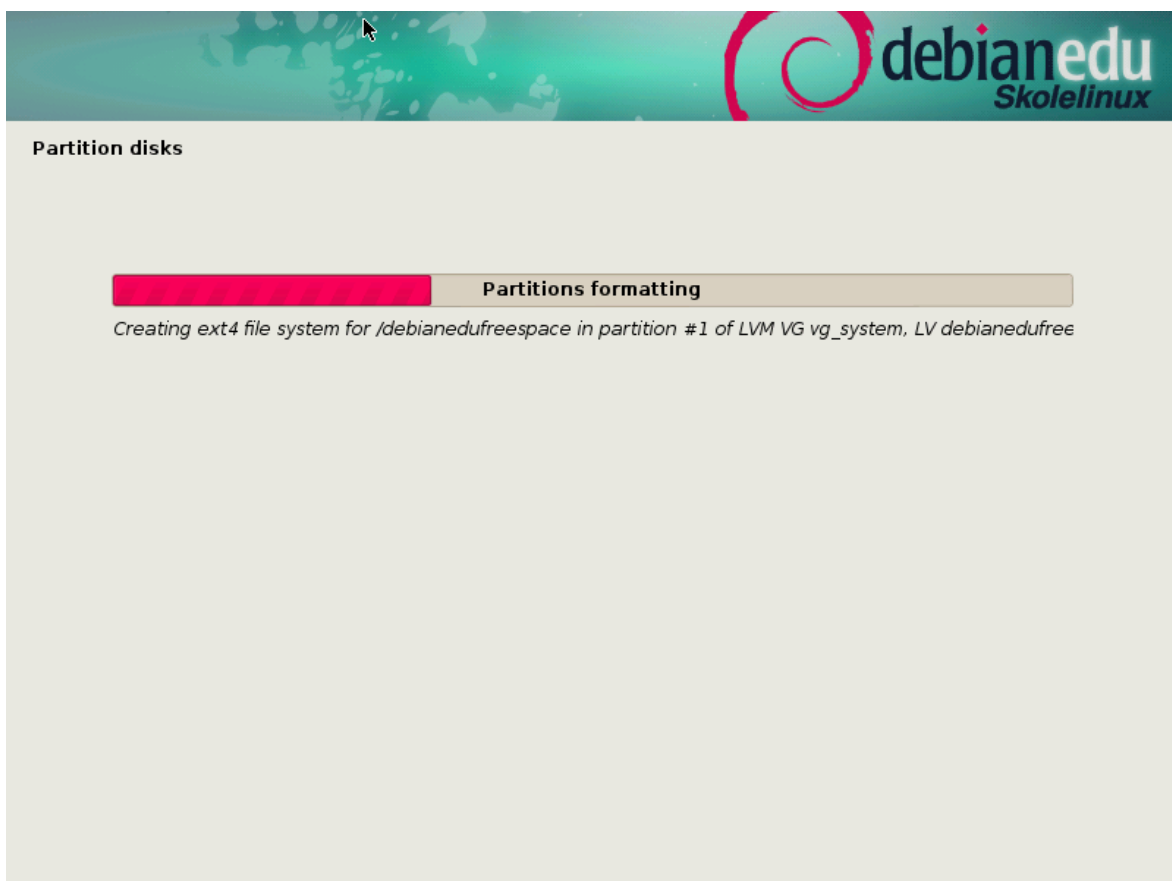 debianedu
Skolelinux
Partition disks
Partitions formatting
Creating ext4 file system for /debianedufreespace in partition #1 of LVM VG vg_system, LV debianedufree